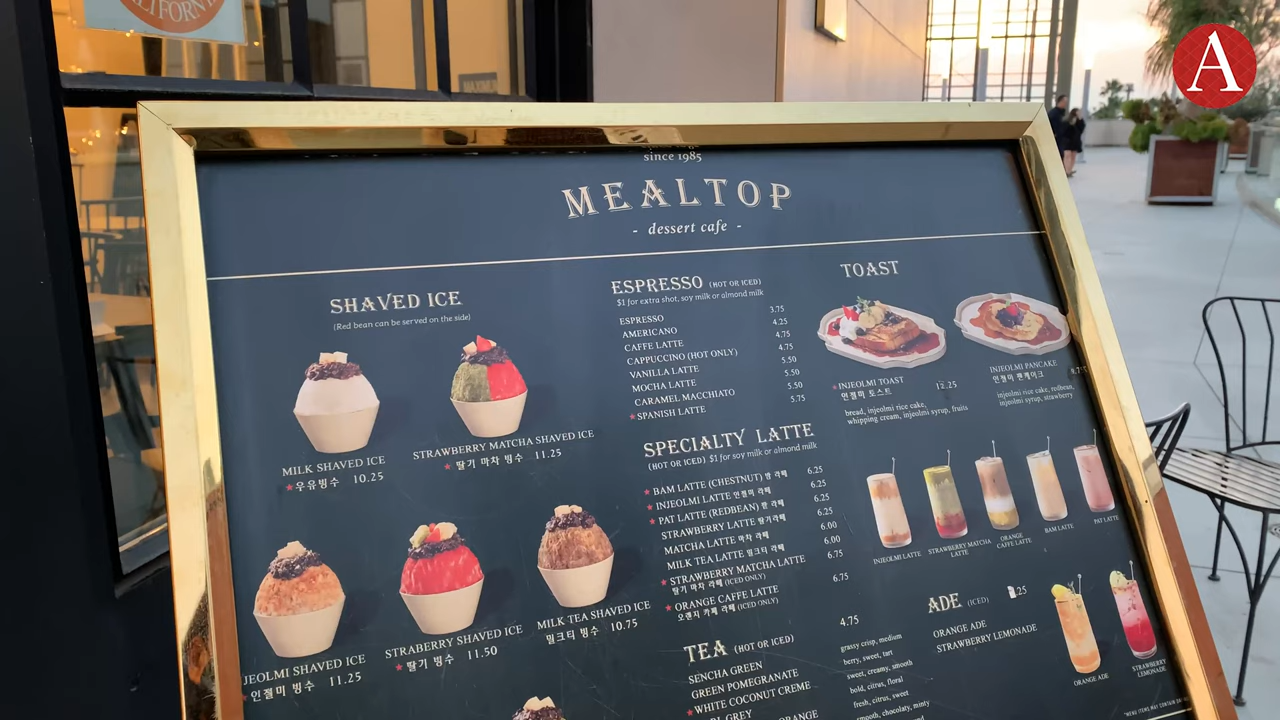 CALIFORNIA
A
since 1985
MEALTOP
- dessert cafe -
SHAVED ICE
(Red bean can be served on the side)
MILK SHAVED ICE
★우유빙수 10.25
STRAWBERRY MATCHA SHAVED ICE
★딸기 마차 빙수 11.25
JEOLMI SHAVED ICE
★인절미 빙수 11.25
STRABERRY SHAVED ICE
★딸기 빙수 11.50
MILK TEA SHAVED ICE
밀크티 빙수 10.75
ESPRESSO (HOT OR ICED)
$1 for extra shot, soy milk or almond milk
ESPRESSO 3.75
AMERICANO 4.25
CAFFE LATTE 4.75
CAPPUCCINO (HOT ONLY) 4.75
VANILLA LATTE 5.50
MOCHA LATTE 5.50
CARAMEL MACCHIATO 5.50
★SPANISH LATTE 5.75
SPECIALTY LATTE
(HOT OR ICED) $1 for soy milk or almond milk
★BAM LATTE (CHESTNUT) 밤 라떼 6.25
★INJEOLMI LATTE 인절미 라떼 6.25
★PAT LATTE (REDBEAN) 팥 라떼 6.25
STRAWBERRY LATTE 딸기라떼 6.25
MATCHA LATTE 마차 라떼 6.00
MILK TEA LATTE 밀크티 라떼 6.00
★STRAWBERRY MATCHA LATTE 6.75
딸기 마차 라떼 (ICED ONLY)
★ORANGE CAFFE LATTE 6.75
오렌지 카페 라떼 (ICED ONLY)
TEA (HOT OR ICED) 4.75
SENCHA GREEN grassy crisp, medium
GREEN POMEGRANATE berry, sweet, tart
★WHITE COCONUT CREME sweet, creamy, smooth
EARL GREY bold, citrus, floral
ORANGE fresh, citrus, sweet
smooth, chocolaty, minty
TOAST
★INJEOLMI TOAST 12.25
인절미 토스트
bread, injeolmi rice cake,
whipping cream, injeolmi syrup, fruits
INJEOLMI PANCAKE
인절미 팬케이크
injeolmi rice cake, redbean,
injeolmi syrup, strawberry
INJEOLMI LATTE
STRAWBERRY MATCHA
LATTE
ORANGE
CAFFE LATTE
BAM LATTE
PAT LATTE
ADE (ICED) .25
ORANGE ADE
STRAWBERRY LEMONADE
ORANGE ADE
STRAWBERRY
LEMONADE
*MENU ITEMS MAY CONTAIN